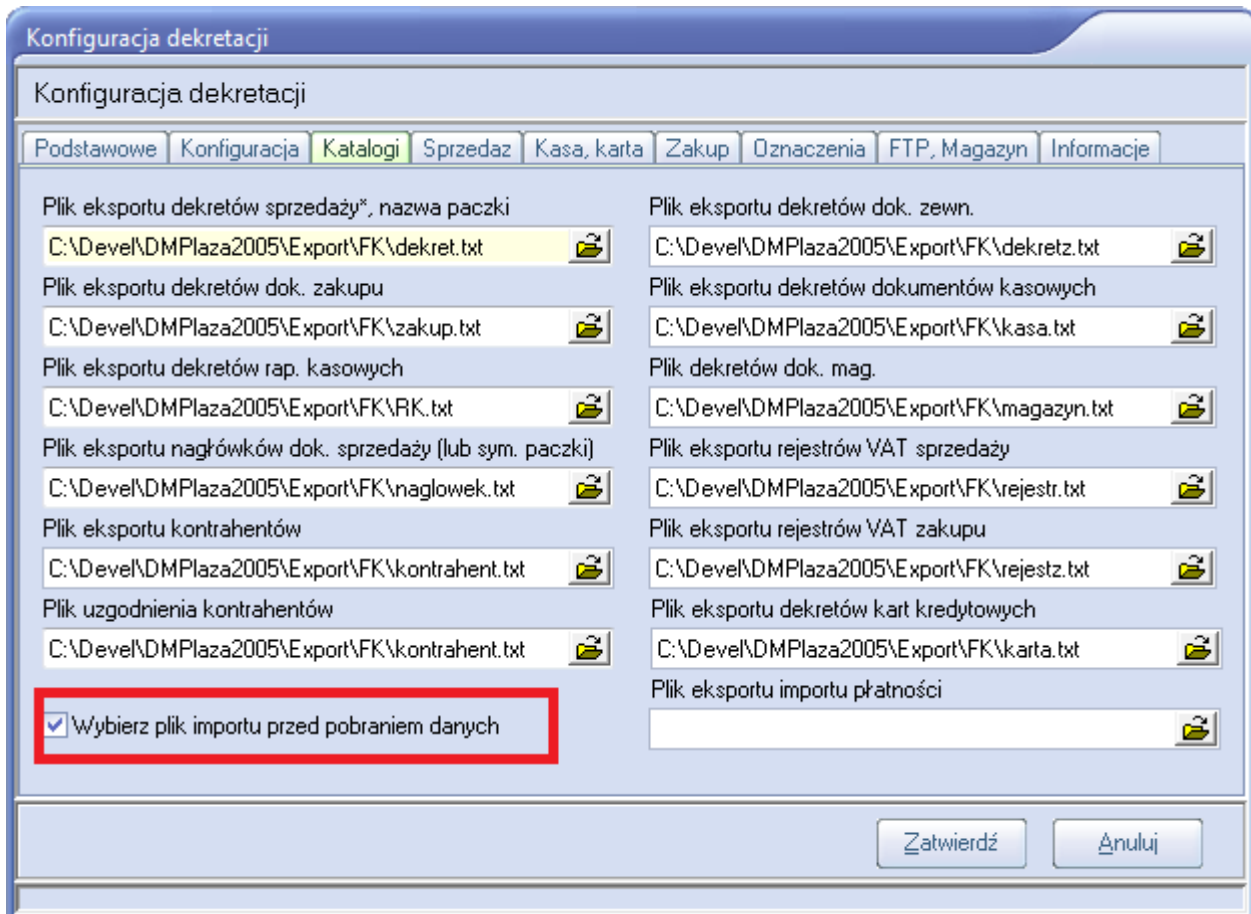 Konfiguracja dekretacji
Konfiguracja dekretacji
Podstawowe Konfiguracja Katalogi Sprzedaz Kasa, karta Zakup Oznaczenia FTP, Magazyn Informacje
Plik eksportu dekretów sprzedaży*, nazwa paczki
C:\Devel\DMPlaza2005\Export\FK\dekret.txt
Plik eksportu dekretów dok. zakupu
C:\Devel\DMPlaza2005\Export\FK\zakup.txt
Plik eksportu dekretów rap. kasowych
C:\Devel\DMPlaza2005\Export\FK\RK.txt
Plik eksportu nagłówków dok. sprzedaży (lub sym. paczki)
C:\Devel\DMPlaza2005\Export\FK\naglowek.txt
Plik eksportu kontrahentów
C:\Devel\DMPlaza2005\Export\FK\kontrahent.txt
Plik uzgodnienia kontrahentów
C:\Devel\DMPlaza2005\Export\FK\kontrahent.txt
Wybierz plik importu przed pobraniem danych
Plik eksportu dekretów dok. zewn.
C:\Devel\DMPlaza2005\Export\FK\dekretz.txt
Plik eksportu dekretów dokumentów kasowych
C:\Devel\DMPlaza2005\Export\FK\kasa.txt
Plik dekretów dok. mag.
C:\Devel\DMPlaza2005\Export\FK\magazyn.txt
Plik eksportu rejestrów VAT sprzedaży
C:\Devel\DMPlaza2005\Export\FK\rejestr.txt
Plik eksportu rejestrów VAT zakupu
C:\Devel\DMPlaza2005\Export\FK\rejestz.txt
Plik eksportu dekretów kart kredytowych
C:\Devel\DMPlaza2005\Export\FK\karta.txt
Plik eksportu importu płatności
Zatwierdź Anuluj